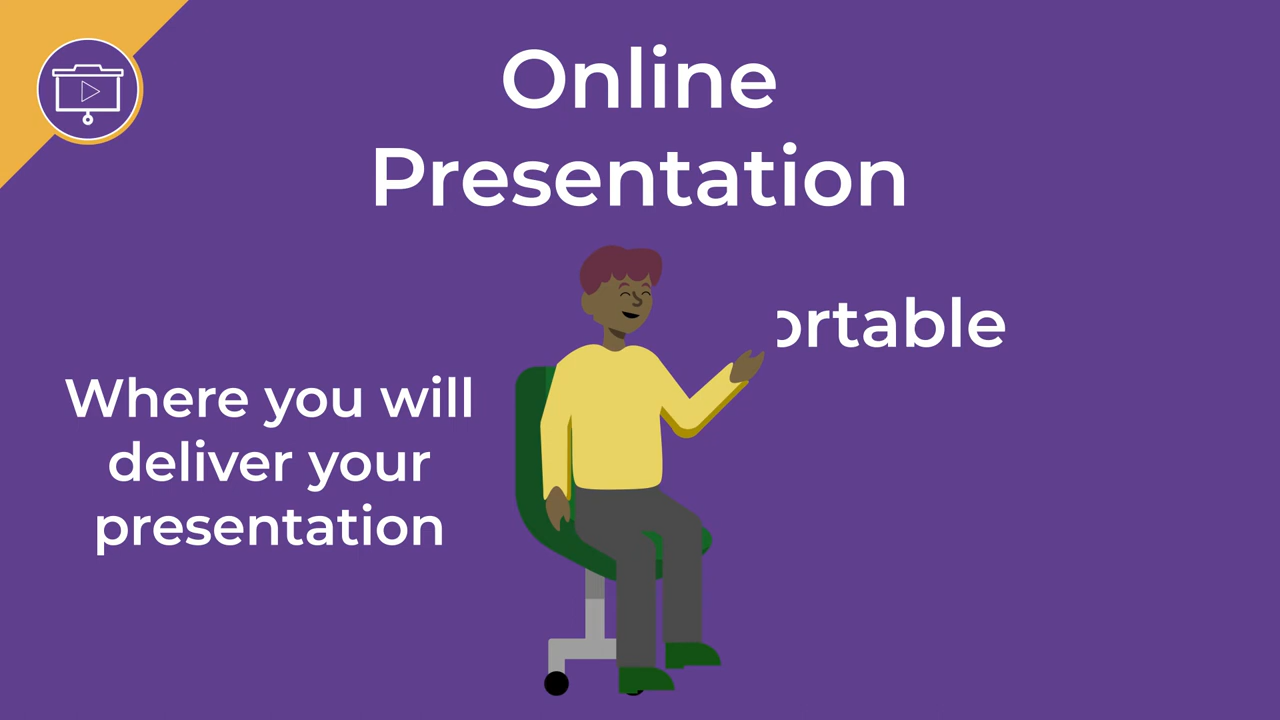 Online
Presentation
Where you will
deliver your
presentation
ortable